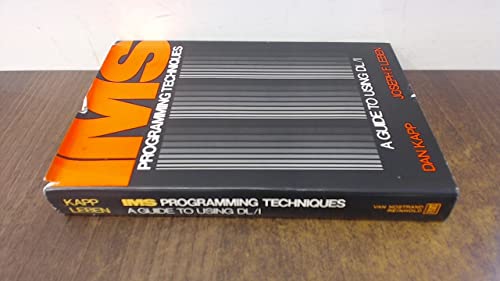 IMS
PROGRAMMING TECHNIQUES
A GUIDE TO USING DL/I
DAN KAPP JOSEPH F. LEBEN
KAPP
LEBEN
IMS PROGRAMMING TECHNIQUES
A GUIDE TO USING DL/I
VAN NOSTRAND
REINHOLD